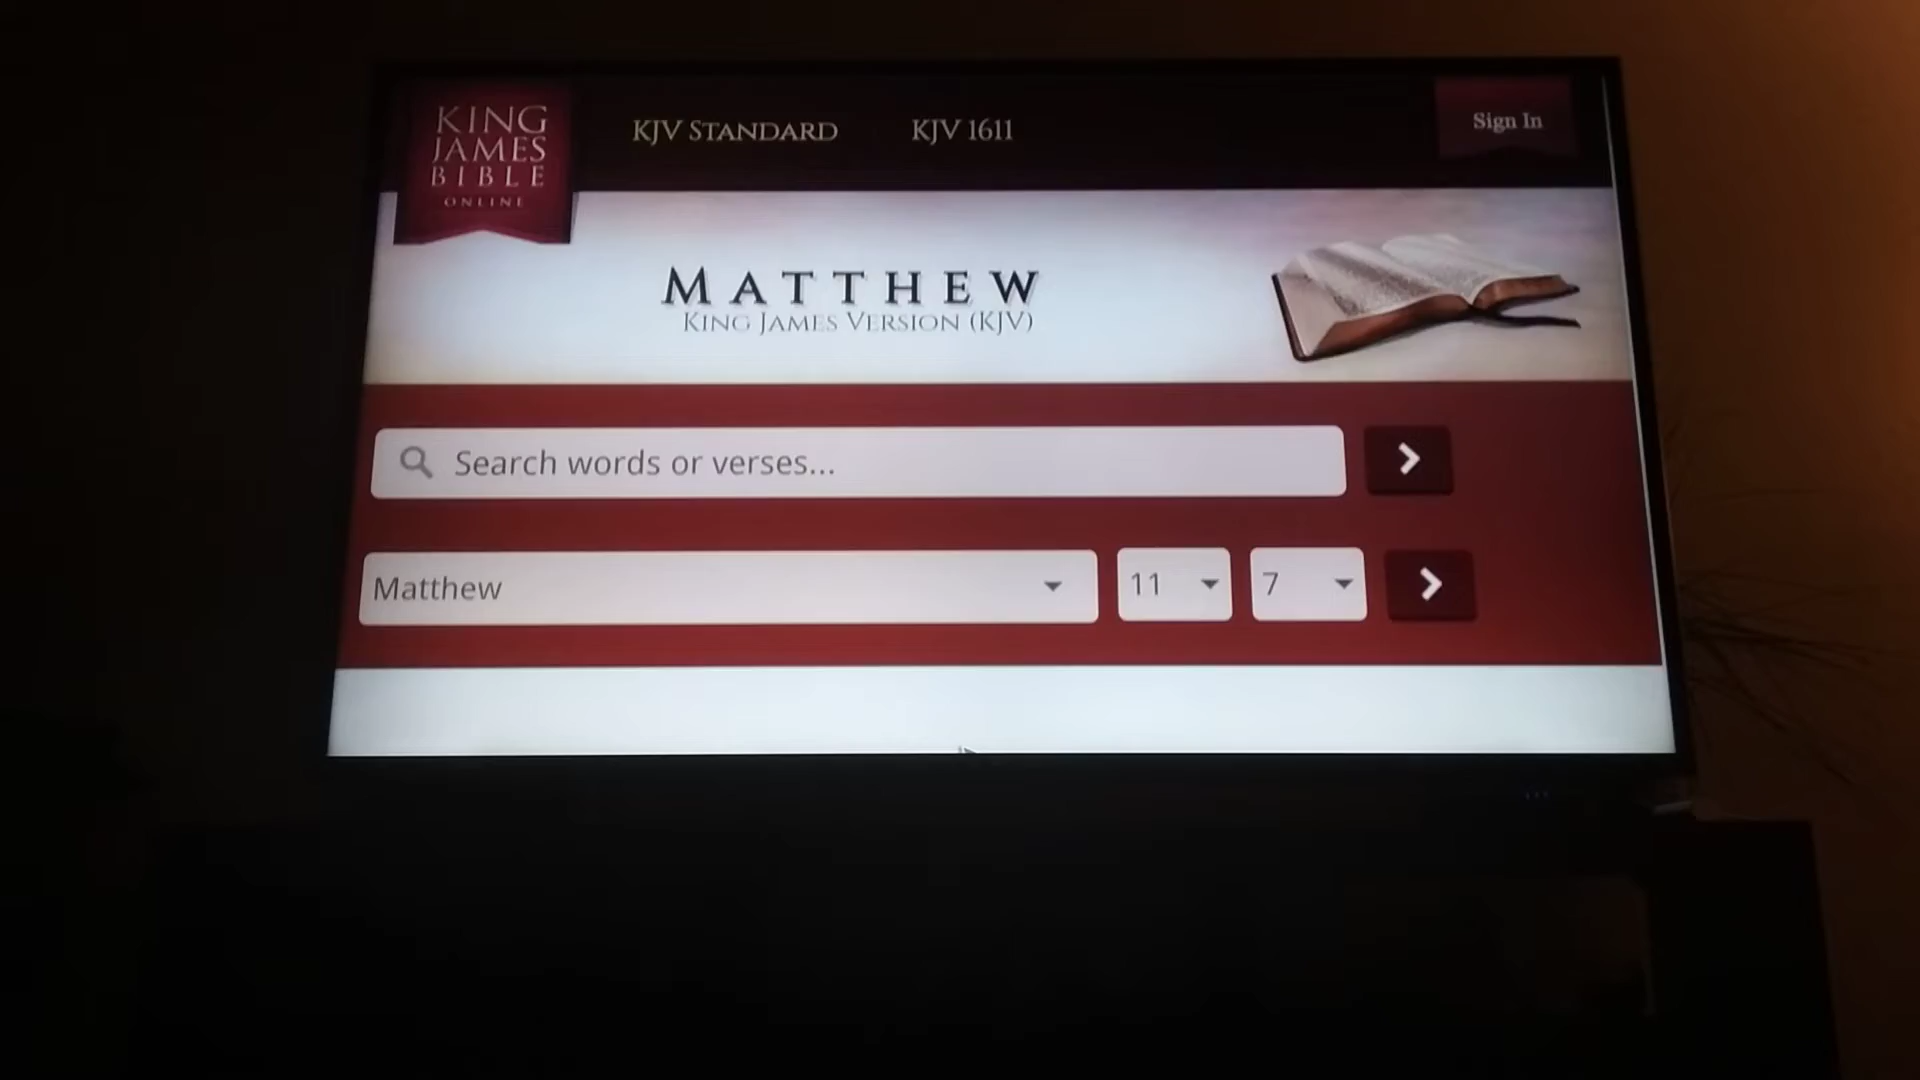 KING
JAMES
BIBLE
ONLINE
KJV STANDARD
KJV 1611
Sign In
MATTHEW
KING JAMES VERSION (KJV)
Search words or verses...
Matthew
11
7